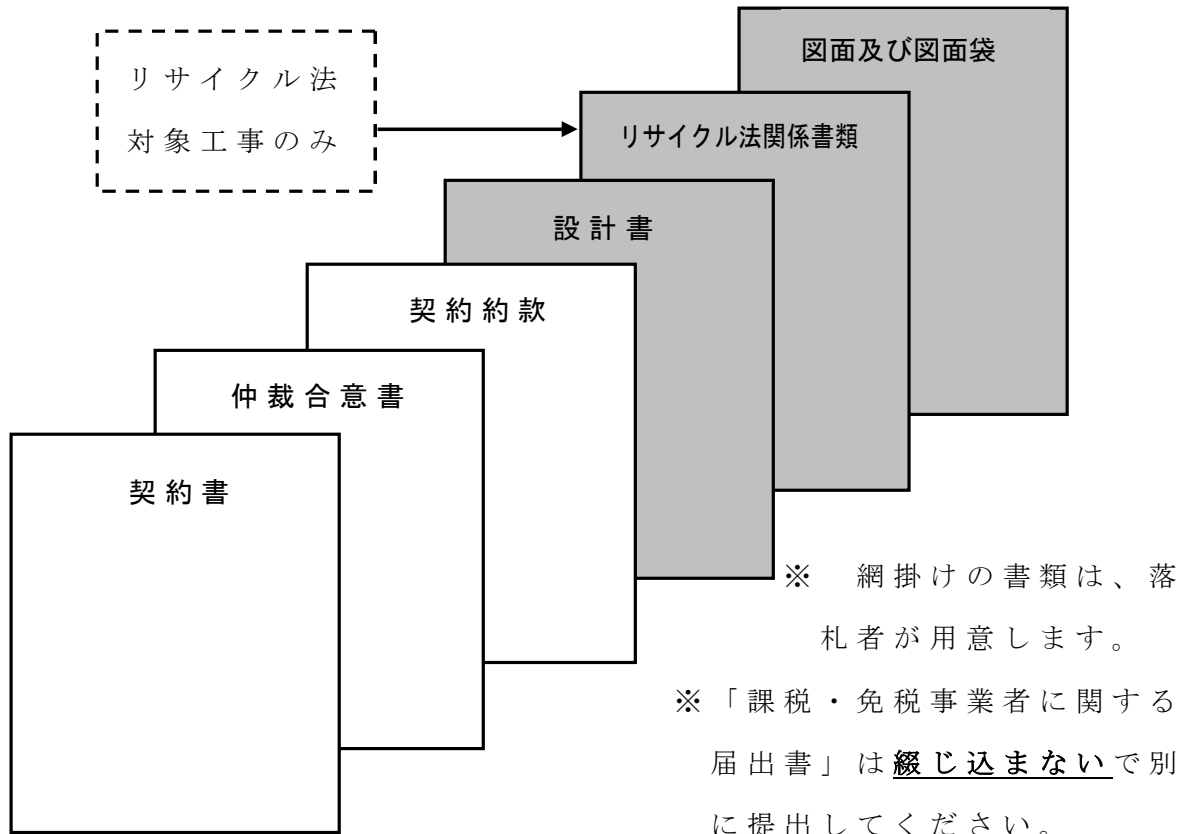 図面及び図面袋
リサイクル法
対象工事のみ
リサイクル法関係書類
設計書
契約約款
仲裁合意書
契約書
※　網掛けの書類は、落
札者が用意します。
※「課税・免税事業者に関する
届出書」は綴じ込まないで別
に提出してください。